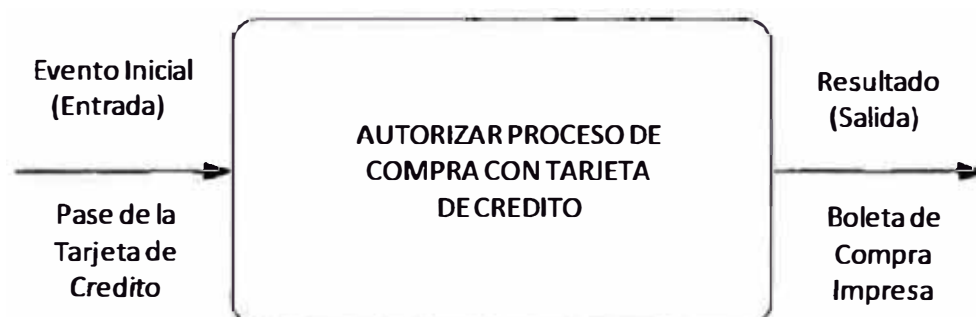 Evento Inicial
(Entrada)
Pase de la
Tarjeta de
Credito
AUTORIZAR PROCESO DE
COMPRA CON TARJETA
DE CREDITO
Resultado
(Salida)
Boleta de
Compra
Impresa